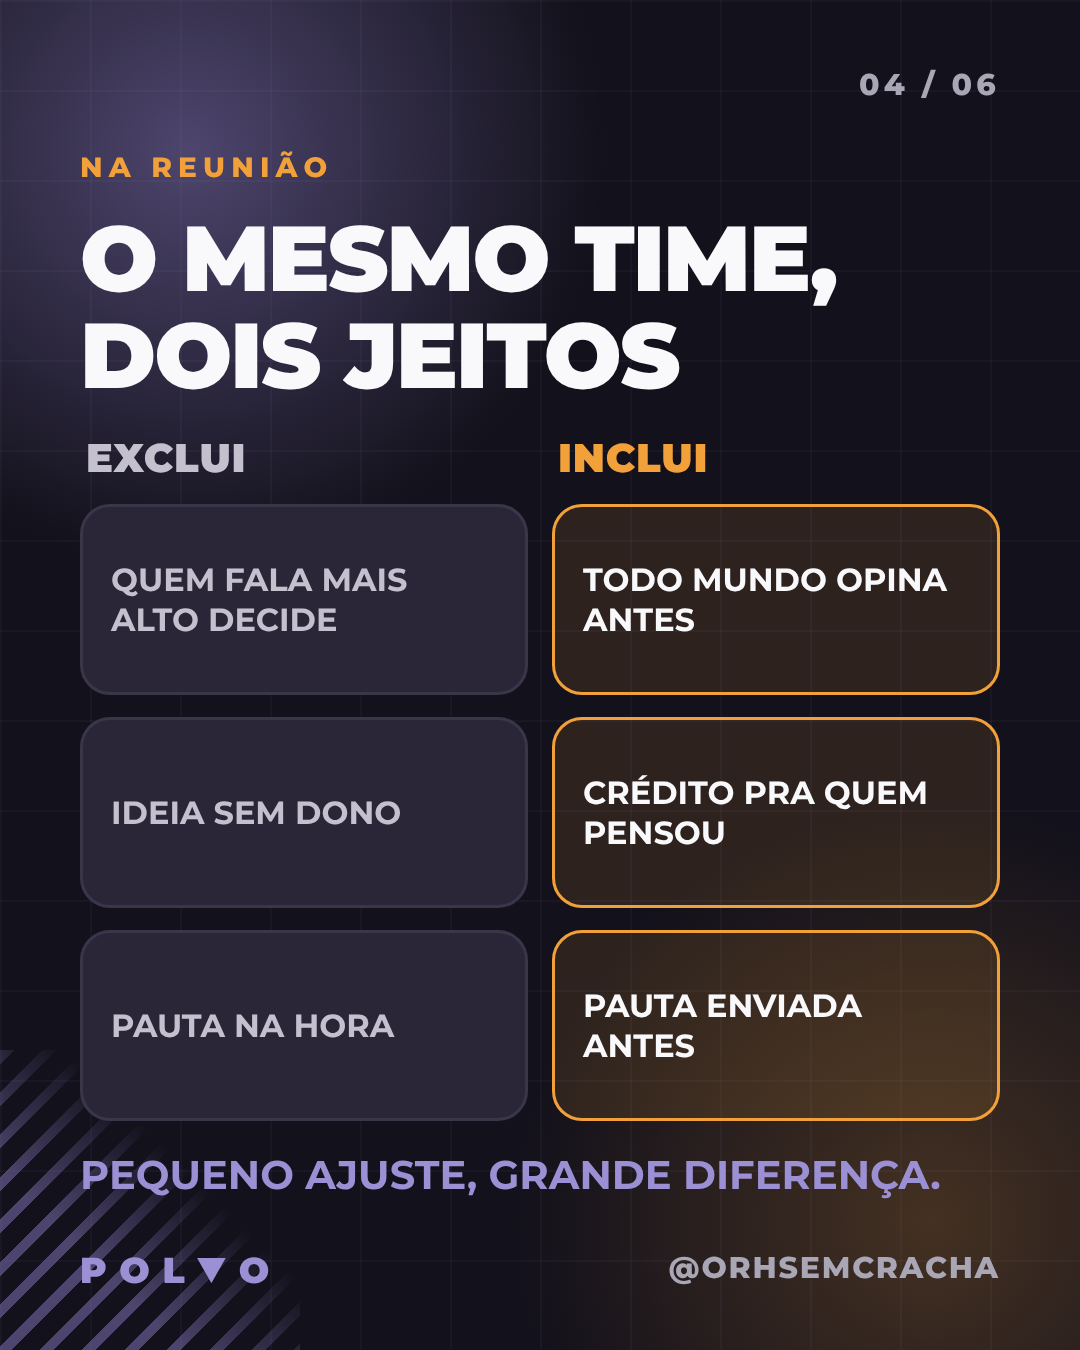 04 / 06
NA REUNIÃO
O MESMO TIME,
DOIS JEITOS
EXCLUI
INCLUI
QUEM FALA MAIS
ALTO DECIDE
TODO MUNDO OPINA
ANTES
IDEIA SEM DONO
CRÉDITO PRA QUEM
PENSOU
PAUTA NA HORA
PAUTA ENVIADA
ANTES
PEQUENO AJUSTE, GRANDE DIFERENÇA.
POL▼O
@ORHSEMCRACHA